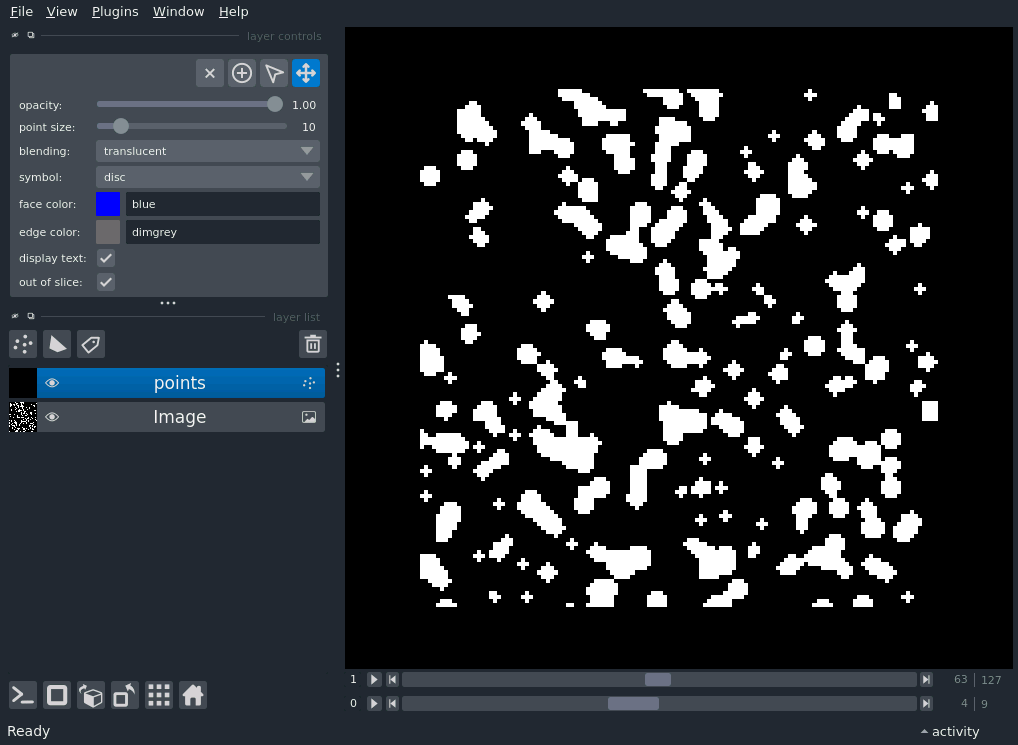 File View Plugins Window Help
layer controls
opacity: 1.00
point size: 10
blending: translucent
symbol: disc
face color: blue
edge color: dimgrey
display text:
out of slice:
layer list
points
Image
1 63 127
0 4 9
Ready activity